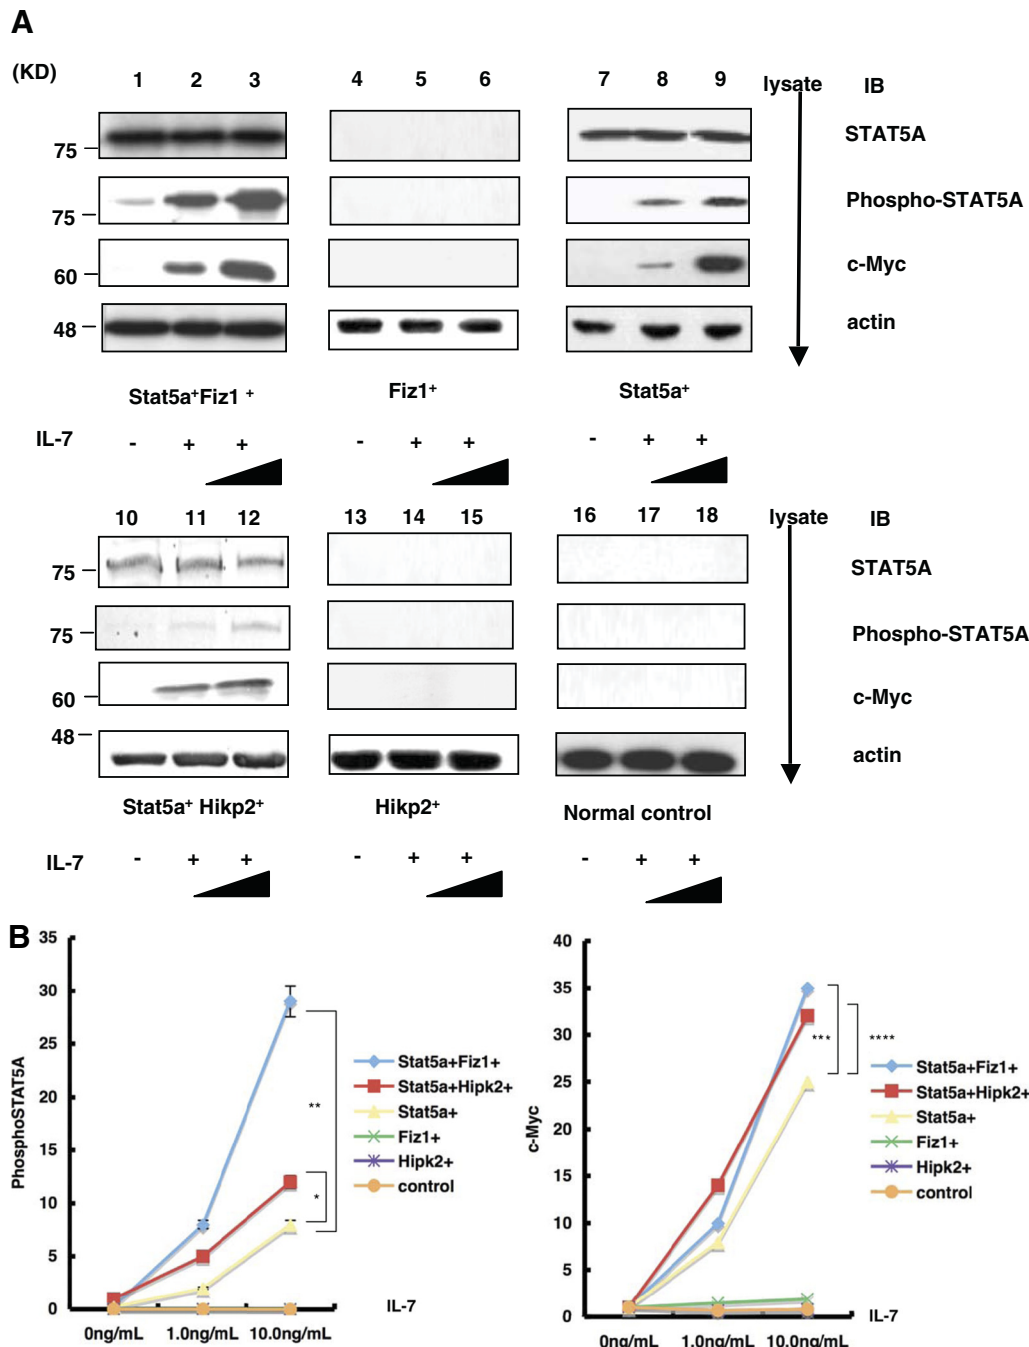 A
(KD) 1 2 3 4 5 6 7 8 9 lysate IB
75 STAT5A
75 Phospho-STAT5A
60 c-Myc
48 actin
Stat5a+Fiz1 + Fiz1+ Stat5a+
IL-7 - + + - + + - + +
10 11 12 13 14 15 16 17 18 lysate IB
75 STAT5A
75 Phospho-STAT5A
60 c-Myc
48 actin
Stat5a+ Hikp2+ Hikp2+ Normal control
IL-7 - + + - + + - + +
B
PhosphoSTAT5A
35
30
25
20
15
10
5
0
0ng/mL 1.0ng/mL 10.0ng/mL
IL-7
**
*
Stat5a+Fiz1+
Stat5a+Hipk2+
Stat5a+
Fiz1+
Hipk2+
control
c-Myc
40
35
30
25
20
15
10
5
0
0ng/mL 1.0ng/mL 10.0ng/mL
IL-7
*** ****
Stat5a+Fiz1+
Stat5a+Hipk2+
Stat5a+
Fiz1+
Hipk2+
control